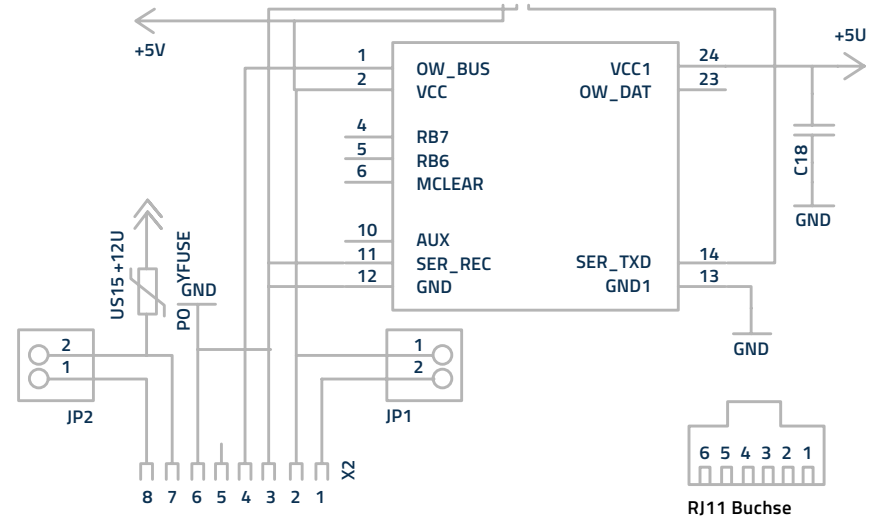 +5V
+5U
1
OW_BUS
VCC1
24
2
VCC
OW_DAT
23
4
RB7
5
RB6
6
MCLEAR
C18
GND
10
AUX
11
SER_REC
SER_TXD
14
12
GND
GND1
13
US15 +12U
PO YFUSE
GND
GND
2
1
JP2
1
2
JP1
X2
8 7 6 5 4 3 2 1
6 5 4 3 2 1
RJ11 Buchse